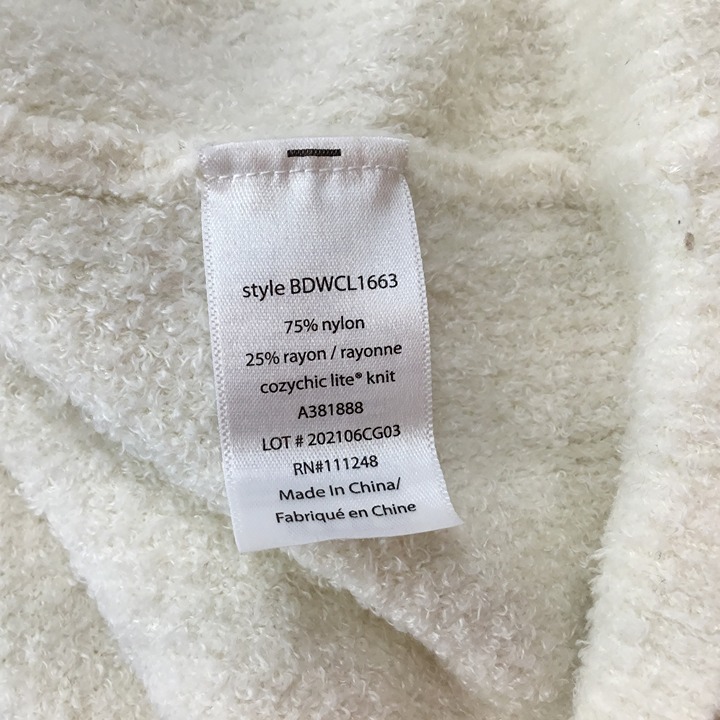 style BDWCL1663
75% nylon
25% rayon / rayonne
cozychic lite® knit
A381888
LOT # 202106CG03
RN#111248
Made In China/
Fabriqué en Chine